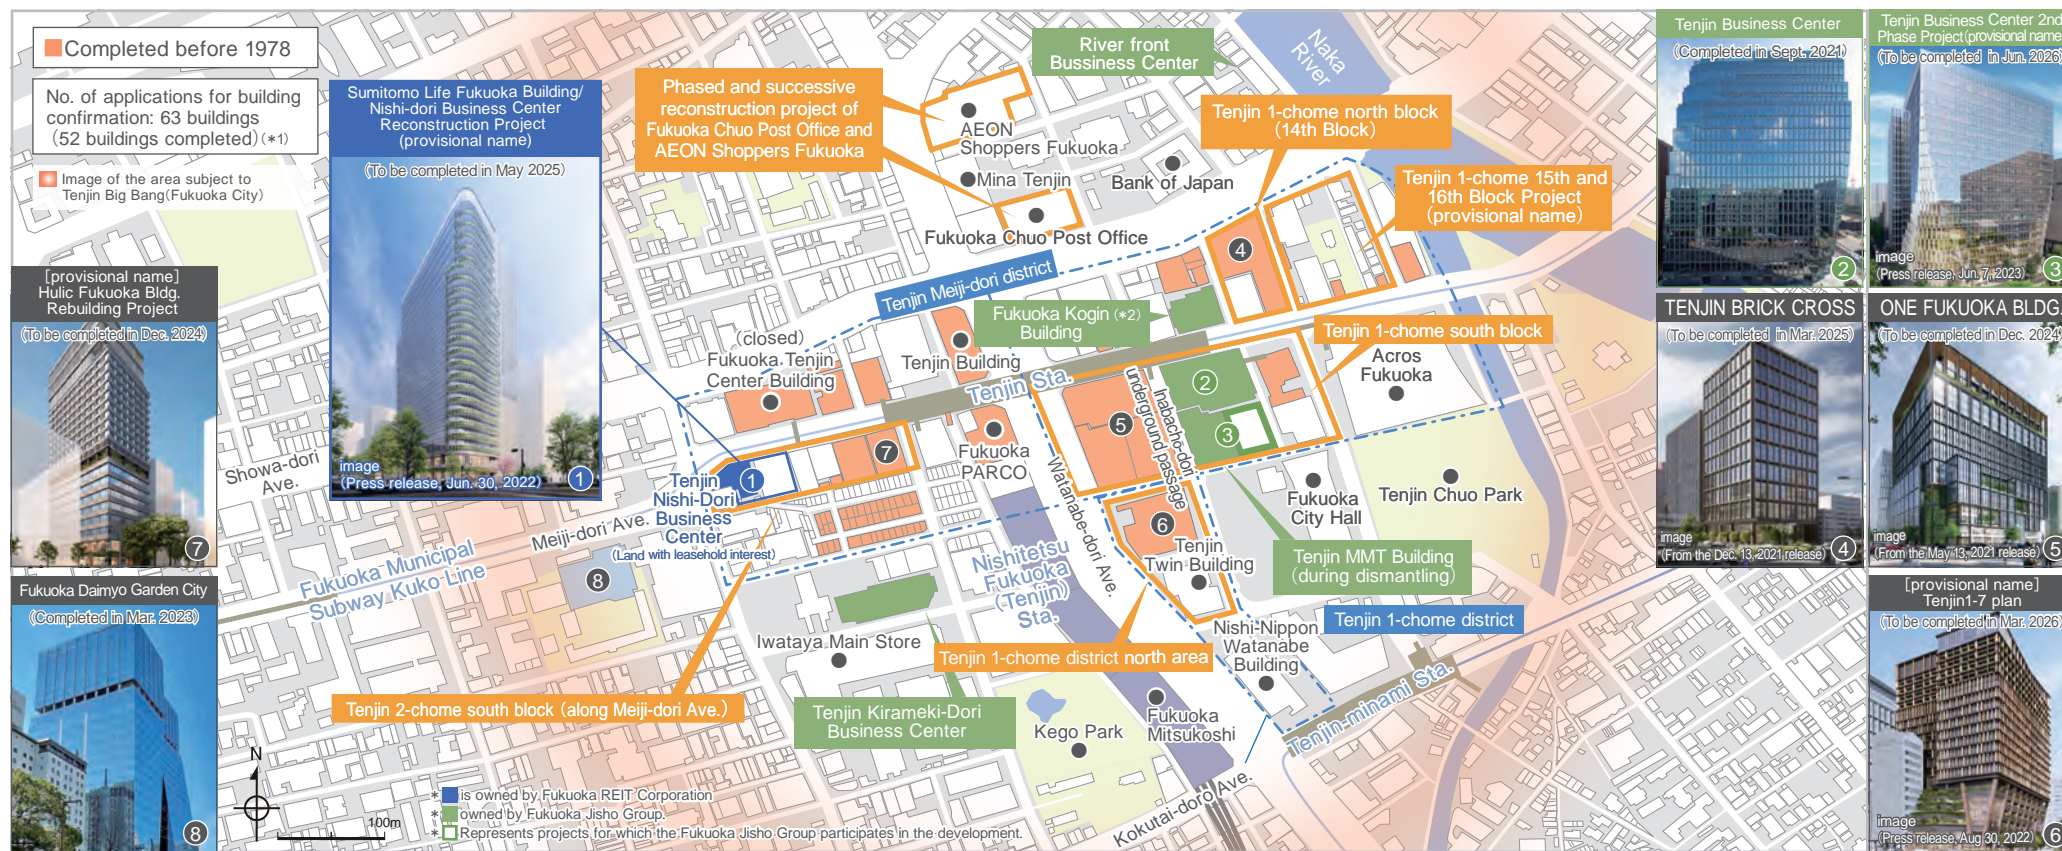 Completed before 1978
No. of applications for building
confirmation: 63 buildings
(52 buildings completed)(*1)
Image of the area subject to
Tenjin Big Bang(Fukuoka City)
Sumitomo Life Fukuoka Building/
Nishi-dori Business Center
Reconstruction Project
(provisional name)
(To be completed in May 2025)
image
(Press release, Jun. 30, 2022)
1
[provisional name]
Hulic Fukuoka Bldg.
Rebuilding Project
(To be completed in Dec. 2024)
7
Fukuoka Daimyo Garden City
(Completed in Mar. 2023)
8
Phased and successive
reconstruction project of
Fukuoka Chuo Post Office and
AEON Shoppers Fukuoka
AEON
Shoppers Fukuoka
Mina Tenjin
Fukuoka Chuo Post Office
River front
Bussiness Center
Naka
River
Bank of Japan
Tenjin 1-chome north block
(14th Block)
Tenjin 1-chome 15th and
16th Block Project
(provisional name)
4
Tenjin Meiji-dori district
Fukuoka Kogin (*2)
Building
Tenjin 1-chome south block
(closed)
Fukuoka Tenjin
Center Building
Tenjin Building
Tenjin Sta.
Acros
Fukuoka
2
3
5
Inabachō-dori
underground passage
7
Fukuoka
PARCO
Watanabe-dori Ave.
Showa-dori
Ave.
1
Tenjin
Nishi-Dori
Business
Center
(Land with leasehold interest)
Meiji-dori Ave.
Fukuoka Municipal
Subway Kuko Line
8
Fukuoka
City Hall
Tenjin Chuo Park
6
Tenjin
Twin Building
Tenjin MMT Building
(during dismantling)
Nishitetsu
Fukuoka
(Tenjin)
Sta.
Tenjin 1-chome district
Nishi-Nippon
Watanabe
Building
Iwataya Main Store
Tenjin 1-chome district north area
Tenjin 2-chome south block (along Meiji-dori Ave.)
Tenjin Kirameki-Dori
Business Center
Kego Park
Fukuoka
Mitsukoshi
Tenjin-minami Sta.
Kokutai-doro Ave.
N
100m
* is owned by Fukuoka REIT Corporation
* owned by Fukuoka Jisho Group.
* Represents projects for which the Fukuoka Jisho Group participates in the development.
Tenjin Business Center
(Completed in Sept. 2021)
2
Tenjin Business Center 2nd
Phase Project(provisional name
(To be completed in Jun. 2026)
image
(Press release, Jun. 7, 2023)
3
TENJIN BRICK CROSS
(To be completed in Mar. 2025)
image
(From the Dec. 13, 2021 release)
4
ONE FUKUOKA BLDG.
(To be completed in Dec. 2024)
image
(From the May 13, 2021 release)
5
[provisional name]
Tenjin1-7 plan
(To be completed in Mar. 2026)
image
(Press release, Aug 30, 2022)
6